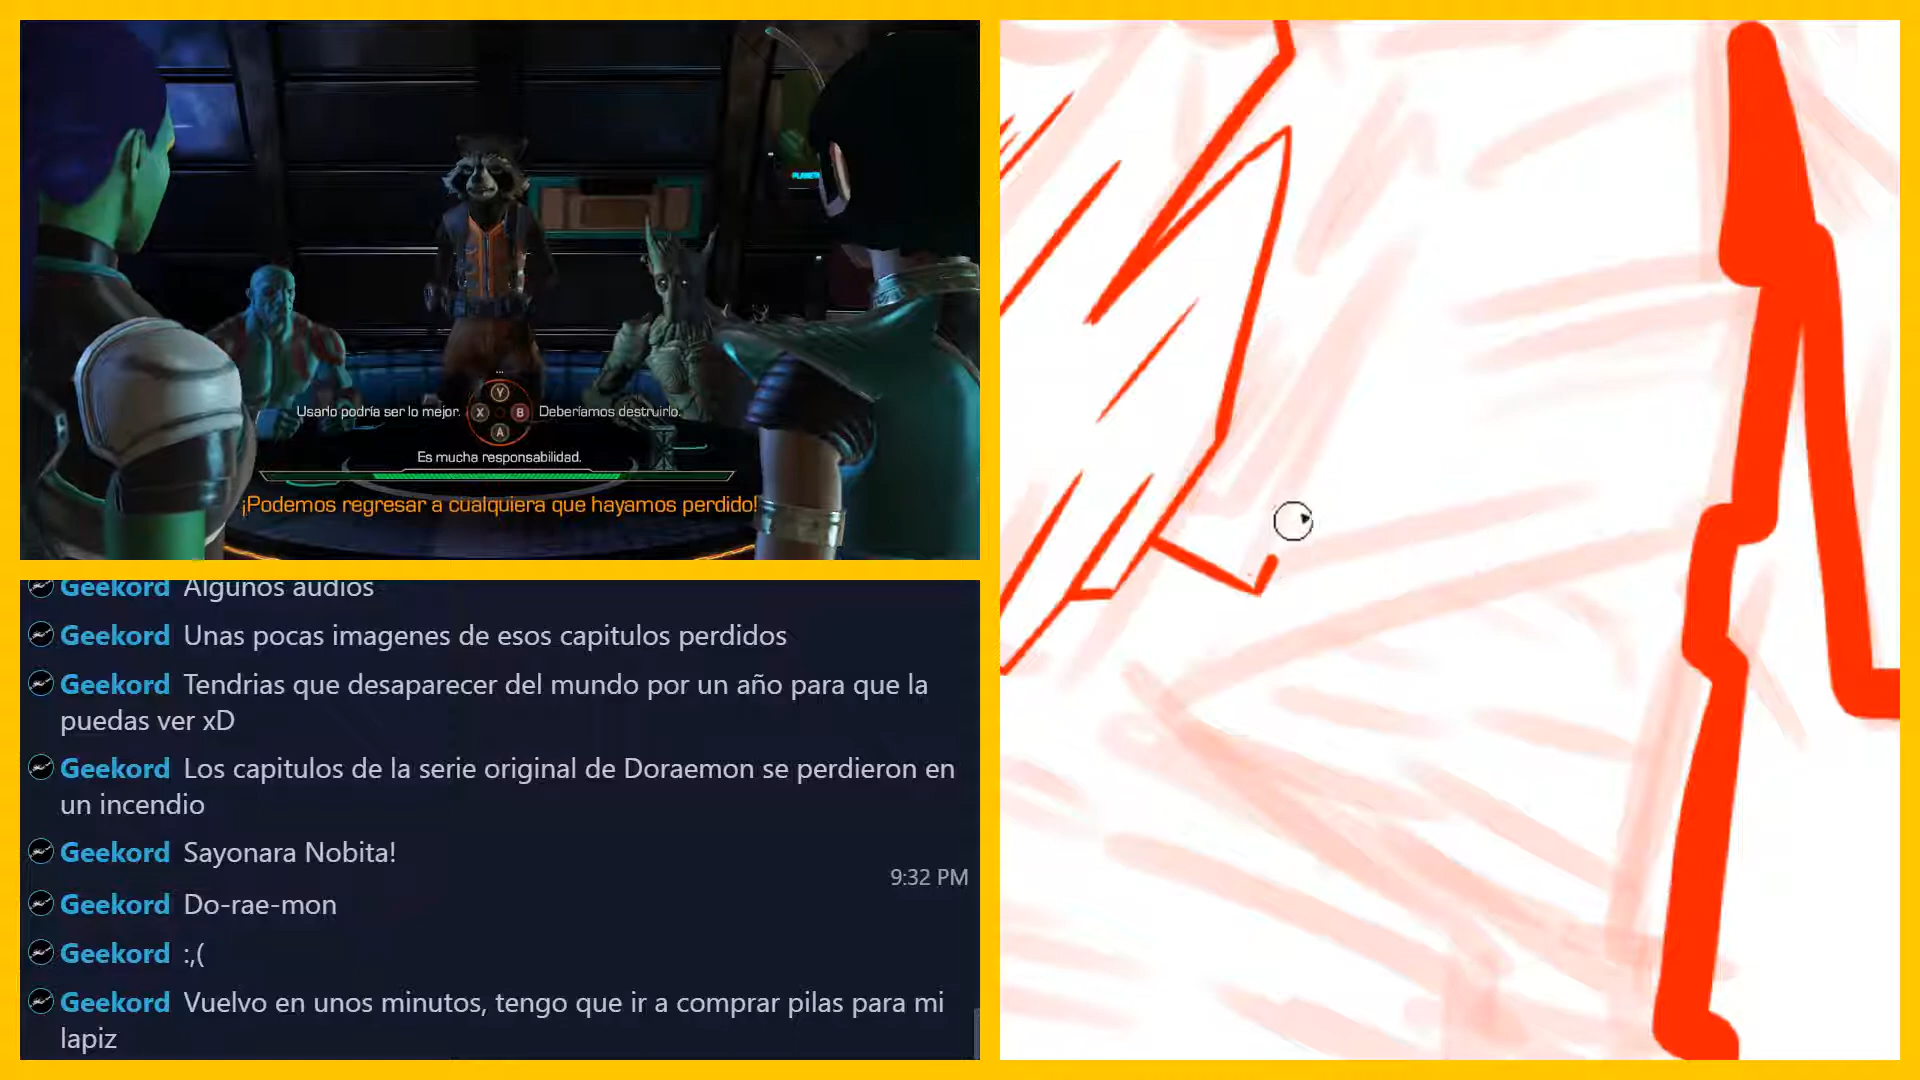 PLANETA
...
Y
Usarlo podría ser lo mejor. X B Deberíamos destruirlo.
A
Es mucha responsabilidad.
¡Podemos regresar a cualquiera que hayamos perdido!
Geekord Algunos audios
Geekord Unas pocas imagenes de esos capitulos perdidos
Geekord Tendrias que desaparecer del mundo por un año para que la
puedas ver xD
Geekord Los capitulos de la serie original de Doraemon se perdieron en
un incendio
Geekord Sayonara Nobita!
9:32 PM
Geekord Do-rae-mon
Geekord :,(
Geekord Vuelvo en unos minutos, tengo que ir a comprar pilas para mi
lapiz